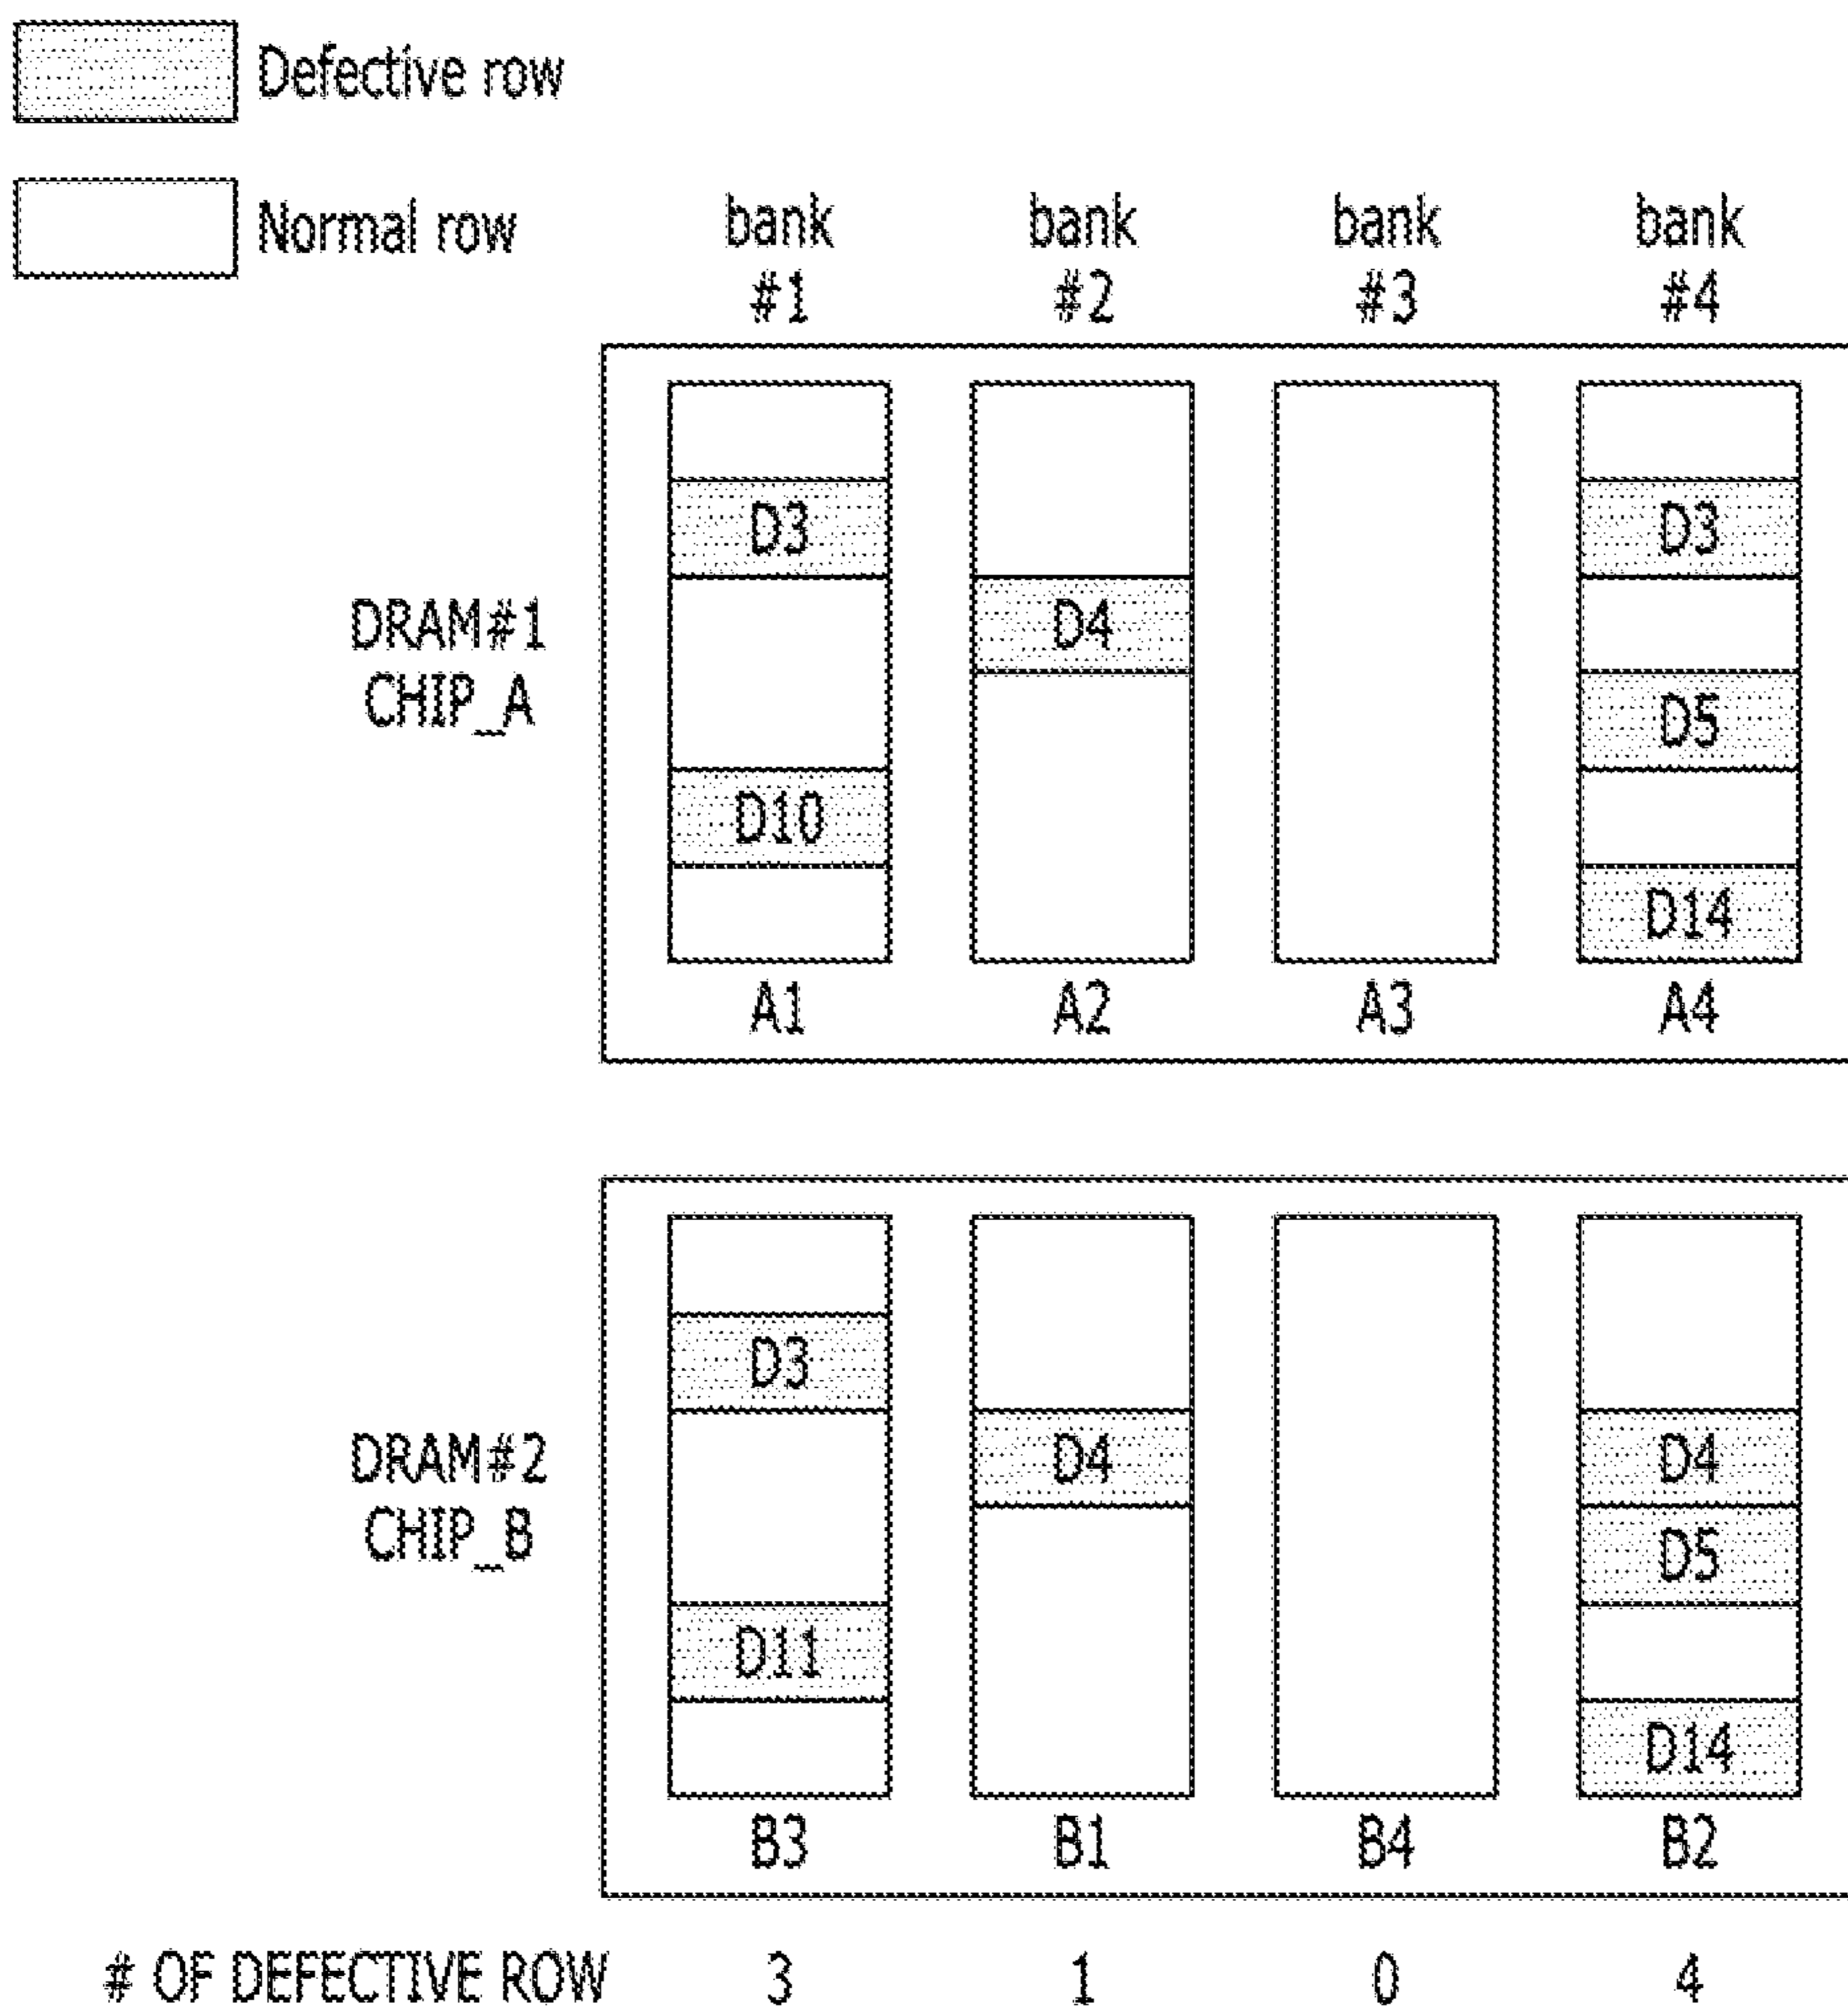 Defective row
Normal row
bank #1
bank #2
bank #3
bank #4
DRAM#1
CHIP_A
D3
D3
D4
D5
D10
D14
A1
A2
A3
A4
DRAM#2
CHIP_B
D3
D4
D4
D5
D11
D14
B3
B1
B4
B2
# OF DEFECTIVE ROW 3 1 0 4